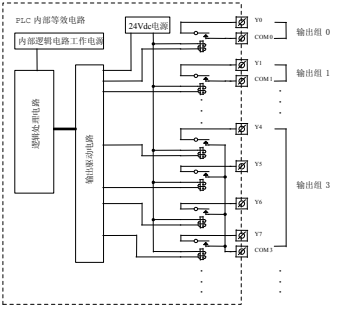 PLC 内部等效电路
24Vdc电源
内部逻辑电路工作电源
逻辑处理电路
输出驱动电路
Y0
COM0
输出组 0
Y1
COM1
输出组 1
Y4
Y5
输出组 3
Y6
Y7
COM3